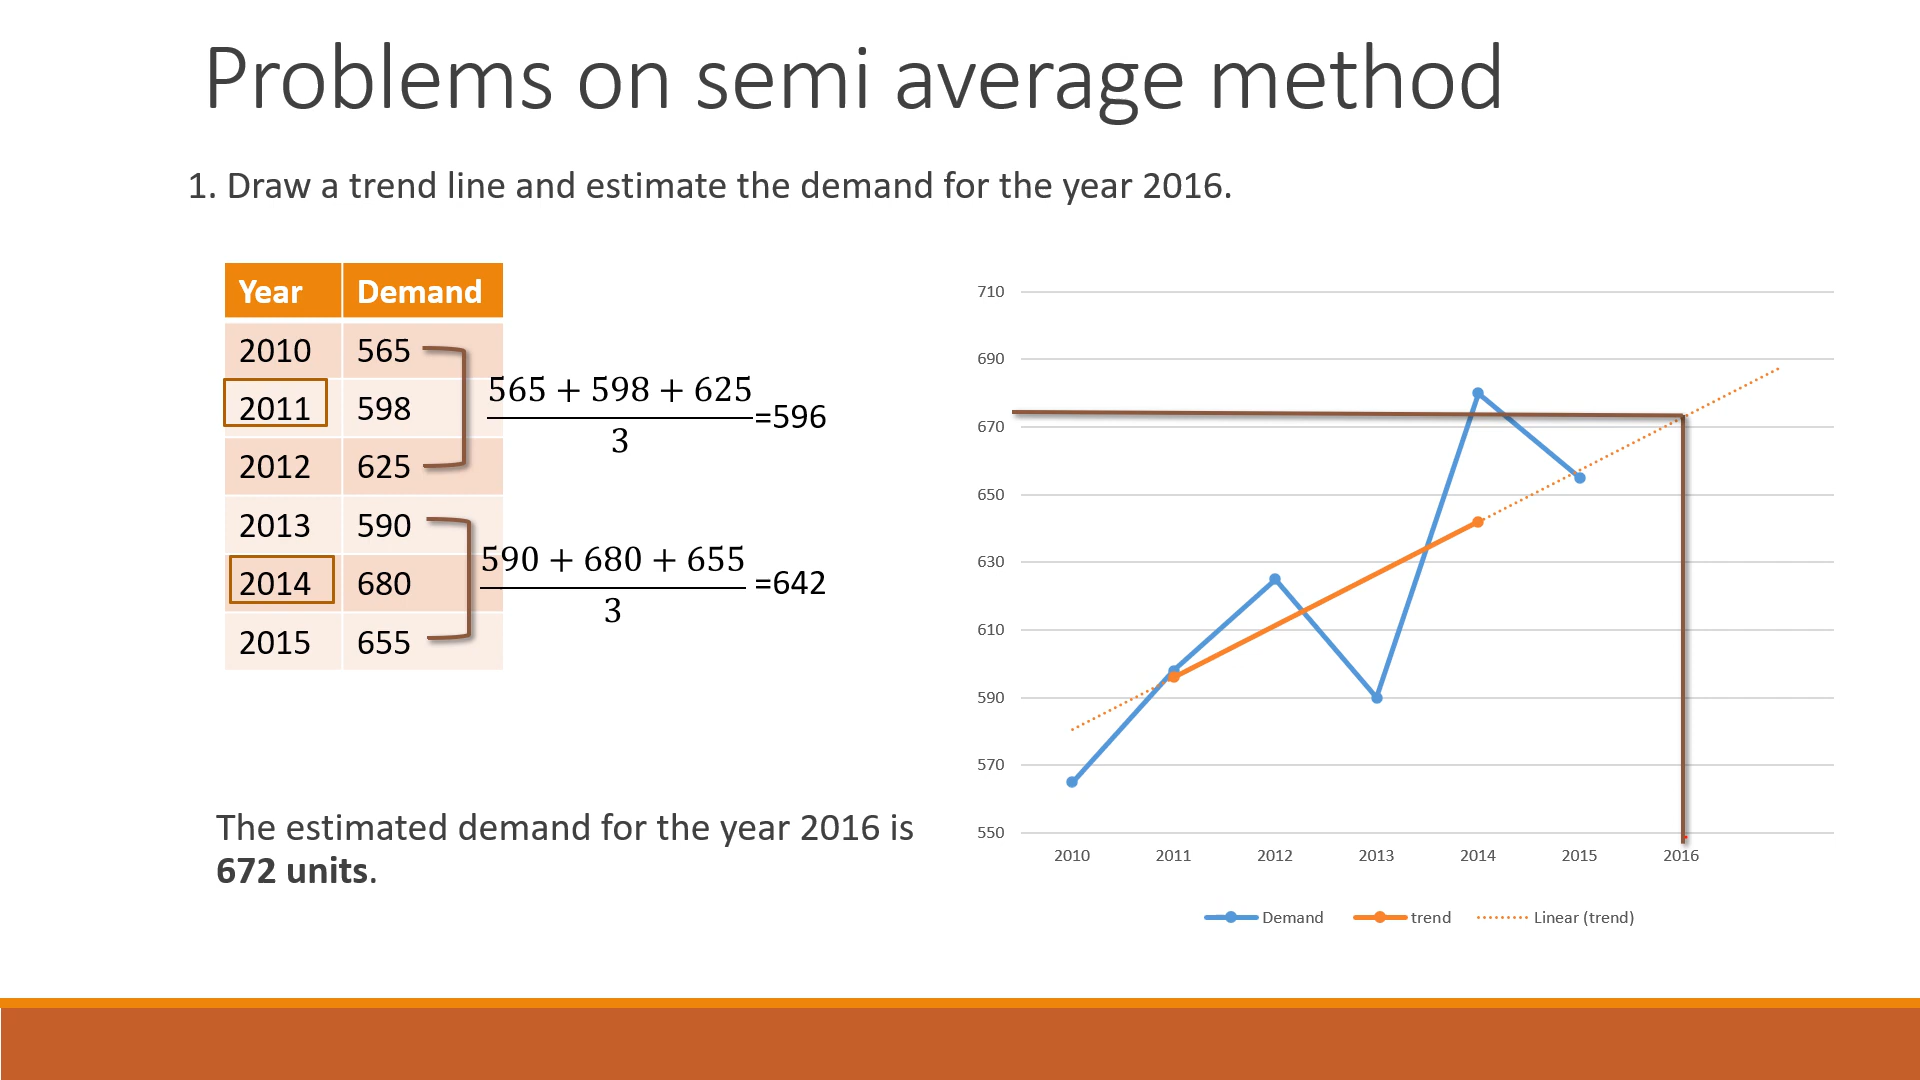 Problems on semi average method
1. Draw a trend line and estimate the demand for the year 2016.
Year Demand
2010 565
2011 598
2012 625
2013 590
2014 680
2015 655
565 + 598 + 625
3
=596
590 + 680 + 655
3
=642
The estimated demand for the year 2016 is
672 units.
710
690
670
650
630
610
590
570
550
2010 2011 2012 2013 2014 2015 2016
Demand trend Linear (trend)